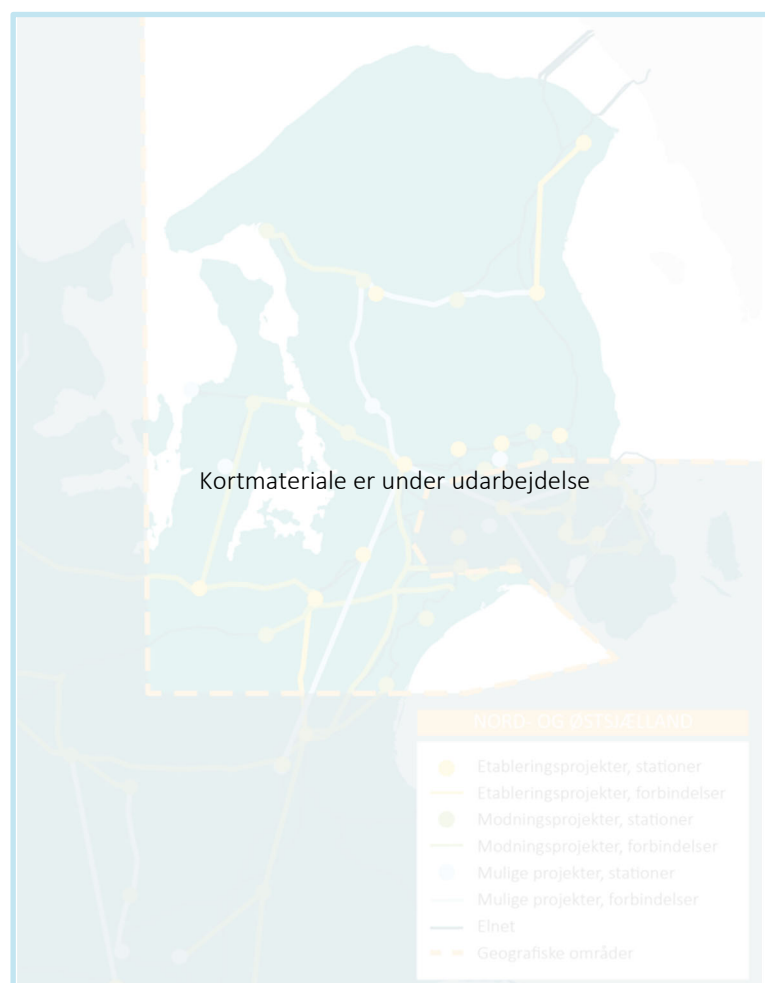 Kortmateriale er under udarbejdelse
NORD- OG ØSTSJÆLLAND
Etableringsprojekter, stationer
Etableringsprojekter, forbindelser
Modningsprojekter, stationer
Modningsprojekter, forbindelser
Mulige projekter, stationer
Mulige projekter, forbindelser
Elnet
Geografiske områder